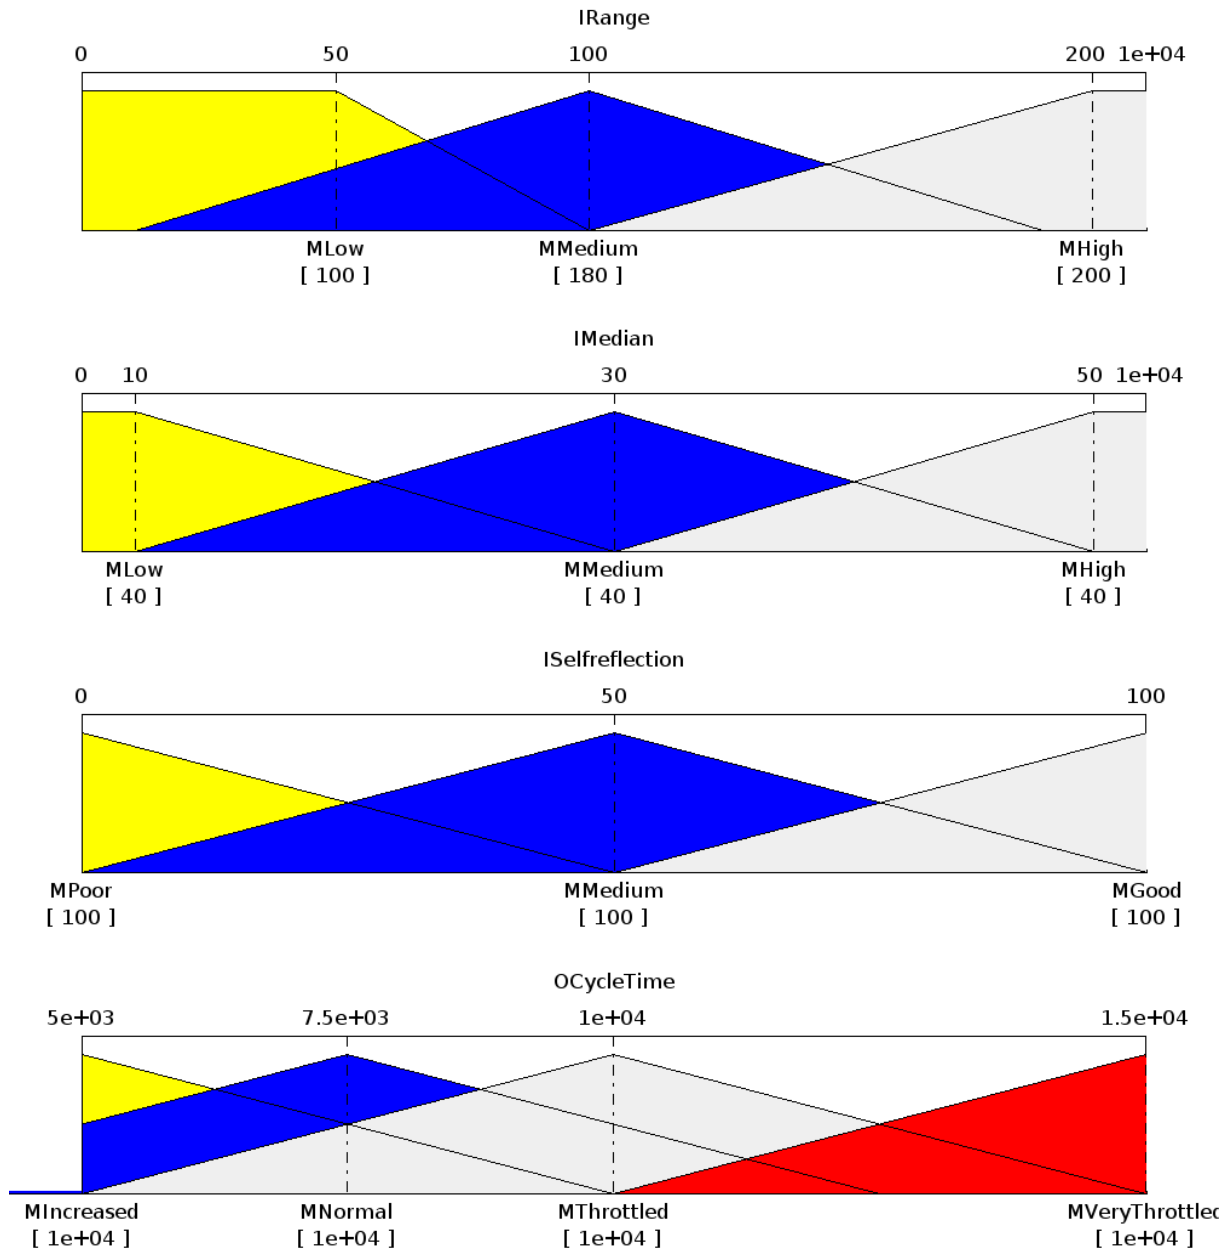 IRange
0 50 100 200 1e+04
MLow MMedium MHigh
[ 100 ] [ 180 ] [ 200 ]
IMedian
0 10 30 50 1e+04
MLow MMedium MHigh
[ 40 ] [ 40 ] [ 40 ]
ISelfreflection
0 50 100
MPoor MMedium MGood
[ 100 ] [ 100 ] [ 100 ]
OCycleTime
5e+03 7.5e+03 1e+04 1.5e+04
MIncreased MNormal MThrottled MVeryThrottled
[ 1e+04 ] [ 1e+04 ] [ 1e+04 ] [ 1e+04 ]